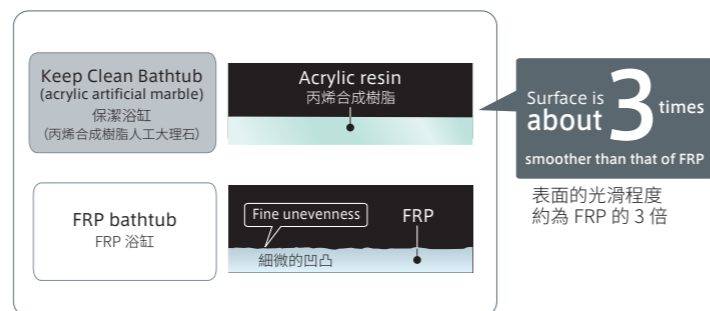 Keep Clean Bathtub
(acrylic artificial marble)
保潔浴缸
(丙烯合成樹脂人工大理石)
Acrylic resin
丙烯合成樹脂
Surface is
about 3 times
smoother than that of FRP
表面的光滑程度
約為 FRP 的 3 倍
FRP bathtub
FRP 浴缸
Fine unevenness
FRP
細微的凹凸